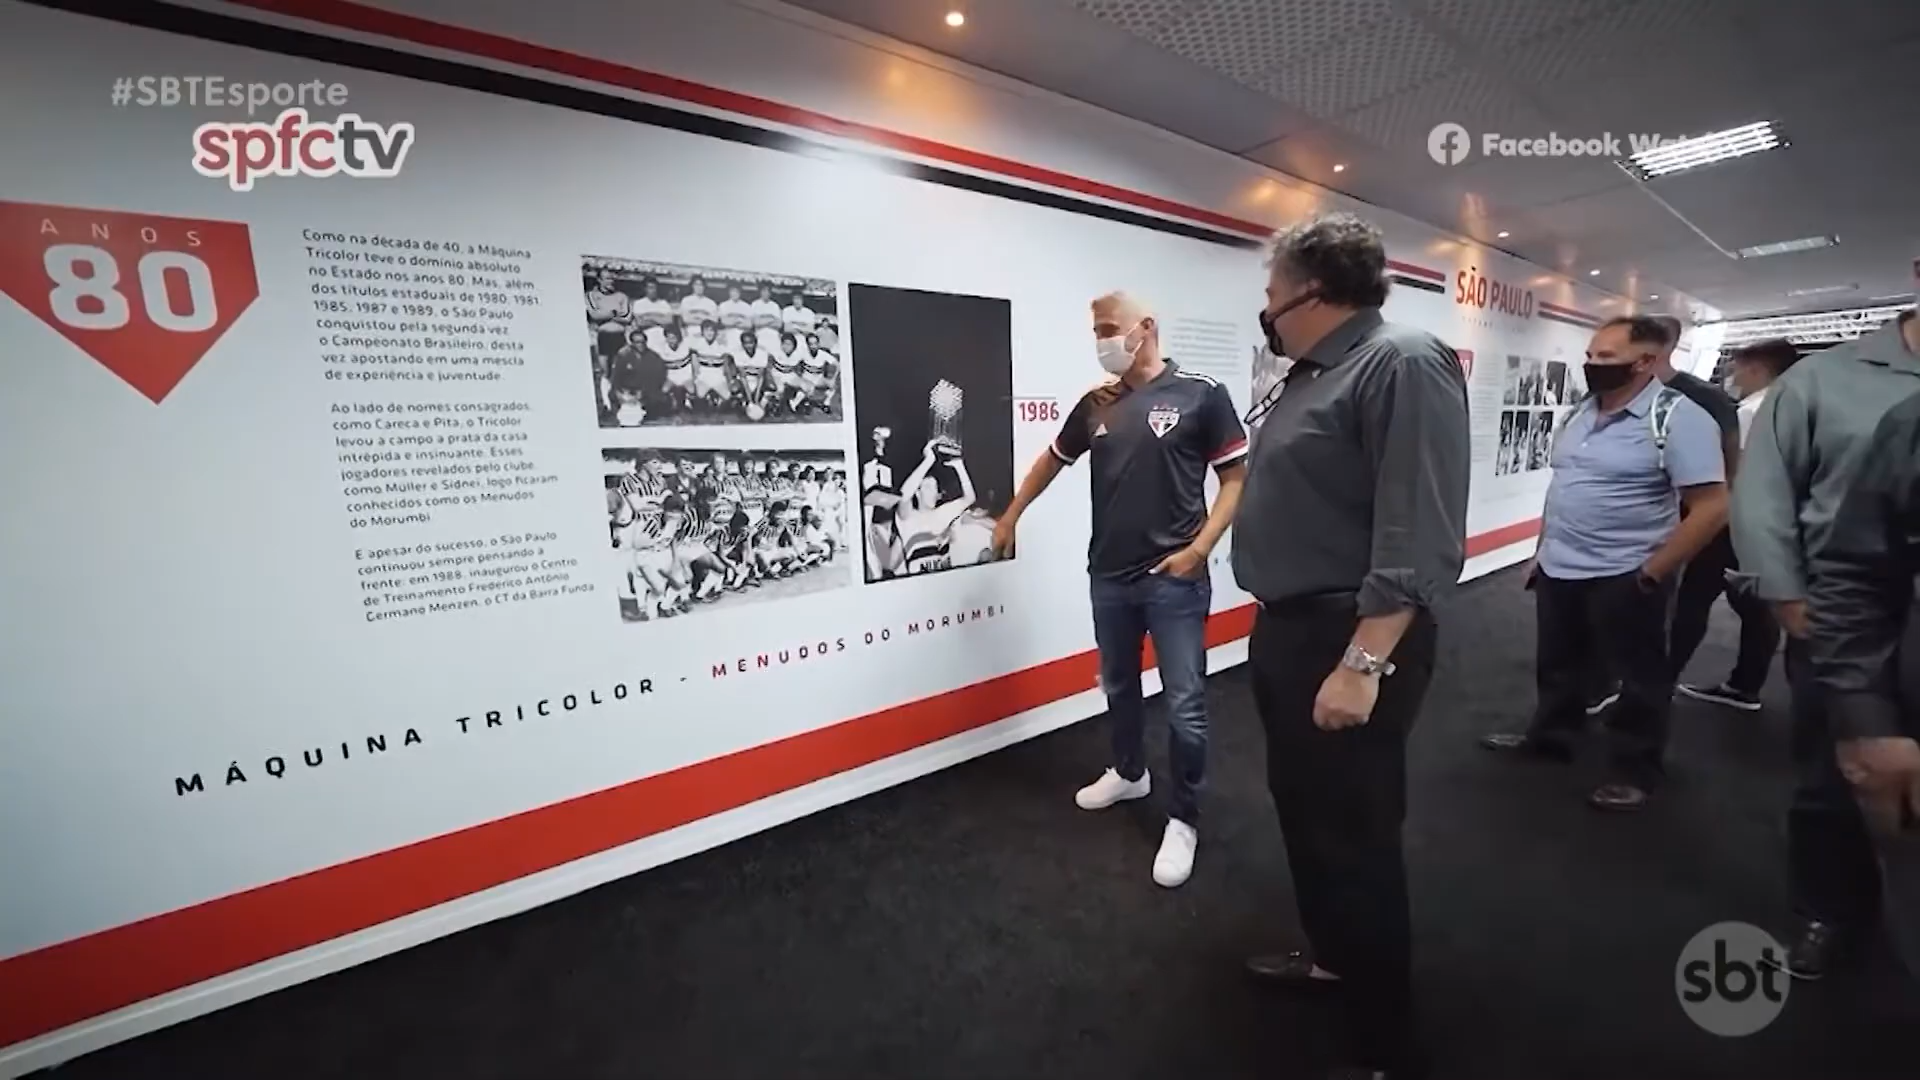 #SBTEsporte
spfctv
Facebook Watch
ANOS
80
Como na década de 40, a Máquina
Tricolor teve o domínio absoluto
no Estado nos anos 80. Mas, além
dos títulos estaduais de 1980, 1981,
1985, 1987 e 1989, o São Paulo
conquistou pela segunda vez
o Campeonato Brasileiro, desta
vez apostando em uma mescla
de experiência e juventude.
Ao lado de nomes consagrados,
como Careca e Pita, o Tricolor
levou a campo a prata da casa
intrépida e insinuante. Esses
jogadores revelados pelo clube,
como Müller e Sidnei, logo ficaram
conhecidos como os Menudos
do Morumbi.
E apesar do sucesso, o São Paulo
continuou sempre pensando à
frente: em 1988, inaugurou o Centro
de Treinamento Frederico Antônio
Germano Menzen, o CT da Barra Funda
1986
SÃO PAULO
MÁQUINA TRICOLOR - MENUDOS DO MORUMBI
sbt